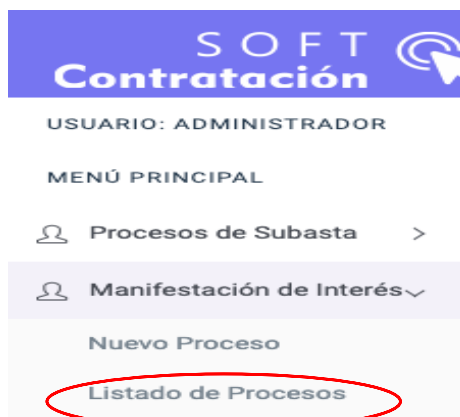 SOFT
Contratación
USUARIO: ADMINISTRADOR
MENÚ PRINCIPAL
Procesos de Subasta
Manifestación de Interés
Nuevo Proceso
Listado de Procesos